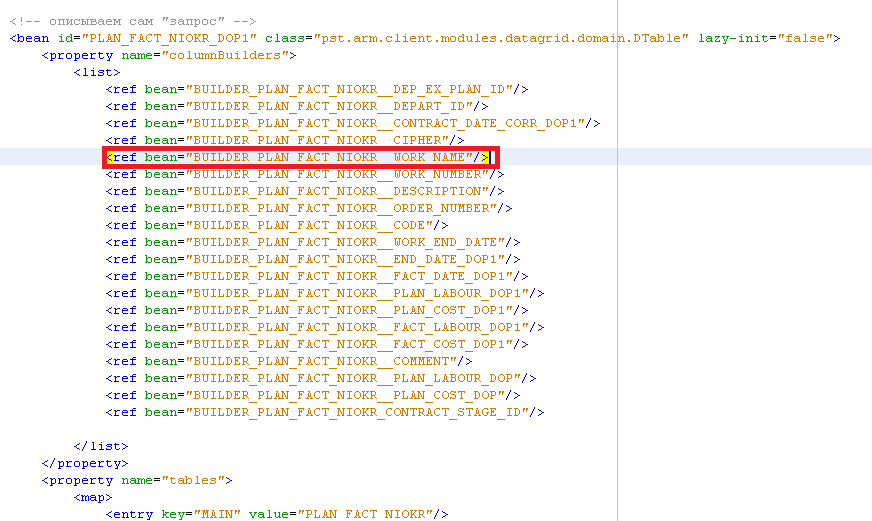 <!-- описываем сам "запрос" -->
<bean id="PLAN_FACT_NIOKR_DOP1" class="pst.arm.client.modules.datagrid.domain.DTable" lazy-init="false">
<property name="columnBuilders">
<list>
<ref bean="BUILDER_PLAN_FACT_NIOKR__DEP_EX_PLAN_ID"/>
<ref bean="BUILDER_PLAN_FACT_NIOKR__DEPART_ID"/>
<ref bean="BUILDER_PLAN_FACT_NIOKR__CONTRACT_DATE_CORR_DOP1"/>
<ref bean="BUILDER_PLAN_FACT_NIOKR__CIPHER"/>
<ref bean="BUILDER_PLAN_FACT_NIOKR__WORK_NAME"/>
<ref bean="BUILDER_PLAN_FACT_NIOKR__WORK_NUMBER"/>
<ref bean="BUILDER_PLAN_FACT_NIOKR__DESCRIPTION"/>
<ref bean="BUILDER_PLAN_FACT_NIOKR__ORDER_NUMBER"/>
<ref bean="BUILDER_PLAN_FACT_NIOKR__CODE"/>
<ref bean="BUILDER_PLAN_FACT_NIOKR__WORK_END_DATE"/>
<ref bean="BUILDER_PLAN_FACT_NIOKR__END_DATE_DOP1"/>
<ref bean="BUILDER_PLAN_FACT_NIOKR__FACT_DATE_DOP1"/>
<ref bean="BUILDER_PLAN_FACT_NIOKR__PLAN_LABOUR_DOP1"/>
<ref bean="BUILDER_PLAN_FACT_NIOKR__PLAN_COST_DOP1"/>
<ref bean="BUILDER_PLAN_FACT_NIOKR__FACT_LABOUR_DOP1"/>
<ref bean="BUILDER_PLAN_FACT_NIOKR__FACT_COST_DOP1"/>
<ref bean="BUILDER_PLAN_FACT_NIOKR__COMMENT"/>
<ref bean="BUILDER_PLAN_FACT_NIOKR__PLAN_LABOUR_DOP"/>
<ref bean="BUILDER_PLAN_FACT_NIOKR__PLAN_COST_DOP"/>
<ref bean="BUILDER_PLAN_FACT_NIOKR_CONTRACT_STAGE_ID"/>
</list>
</property>
<property name="tables">
<map>
<entry key="MAIN" value="PLAN_FACT_NIOKR"/>